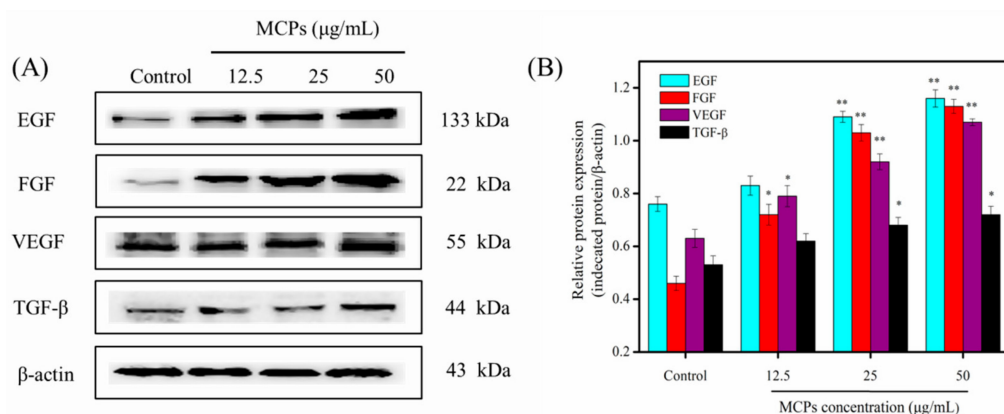 (A)
MCPs (μg/mL)
Control 12.5 25 50
EGF 133 kDa
FGF 22 kDa
VEGF 55 kDa
TGF-β 44 kDa
β-actin 43 kDa
(B)
Relative protein expression
(indecated protein/β-actin)
1.2
1.0
0.8
0.6
0.4
0.2
EGF
FGF
VEGF
TGF-β
* *
** ** ** *
** ** ** *
Control 12.5 25 50
MCPs concentration (μg/mL)